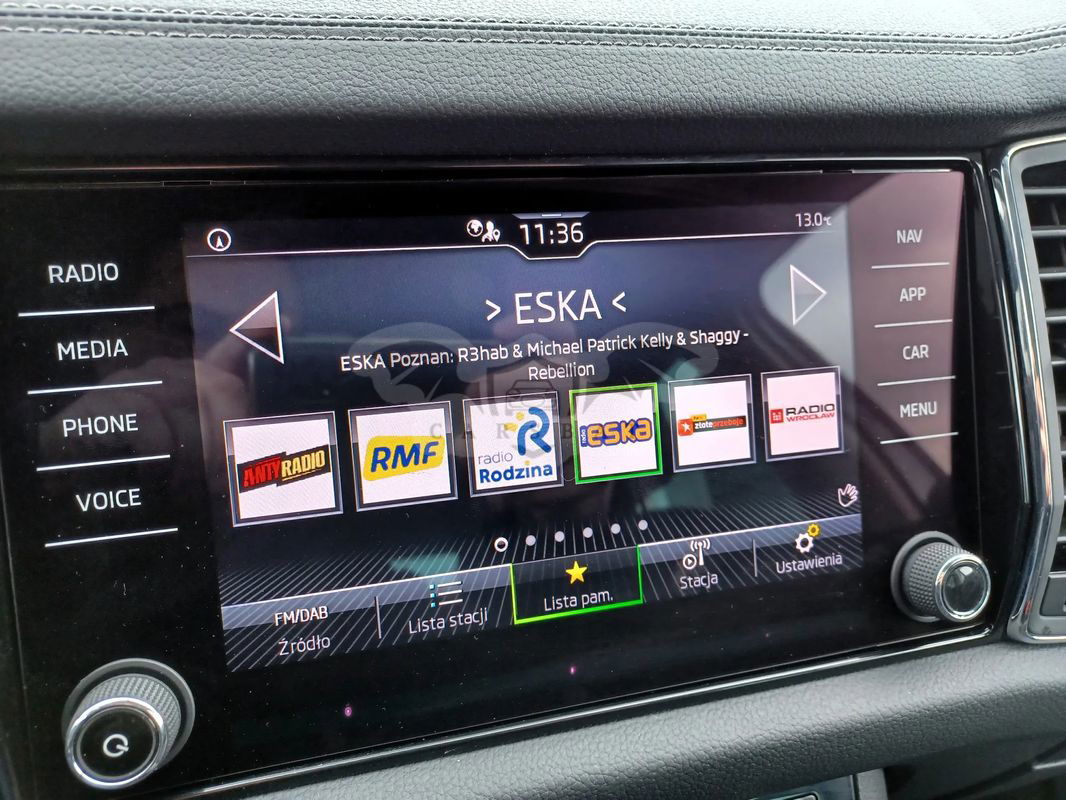 RADIO
MEDIA
PHONE
VOICE
11:36
13.0°C
> ESKA <
ESKA Poznan: R3hab & Michael Patrick Kelly & Shaggy -
Rebellion
ANTYRADIO
RMF
radio
Rodzina
radio
eska
złote przeboje
RADIO
WROCŁAW
FM/DAB
Źródło
Lista stacji
Lista pam.
Stacja
Ustawienia
NAV
APP
CAR
MENU